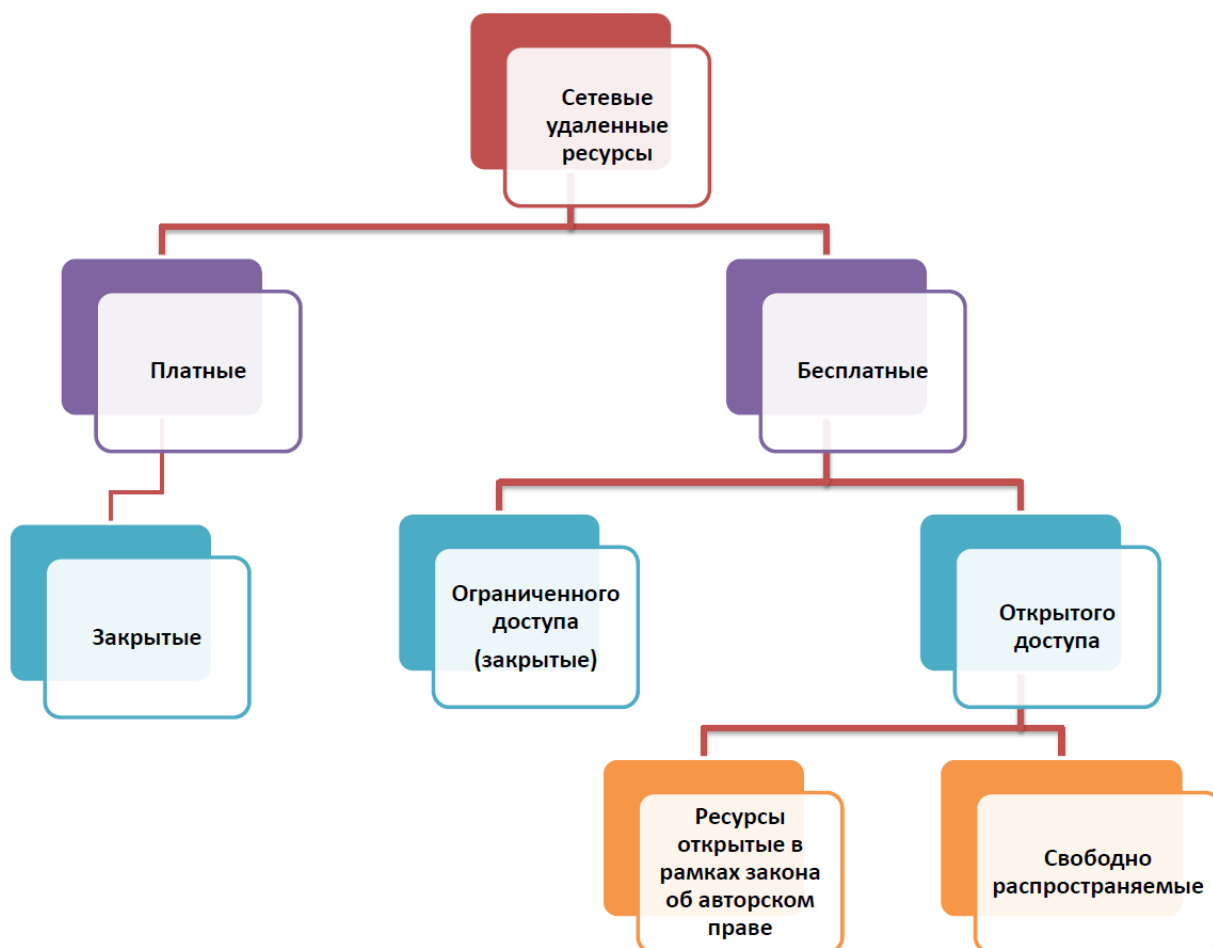 Сетевые
удаленные
ресурсы
Платные
Бесплатные
Закрытые
Ограниченного
доступа
(закрытые)
Открытого
доступа
Ресурсы
открытые в
рамках закона
об авторском
праве
Свободно
распространяемые